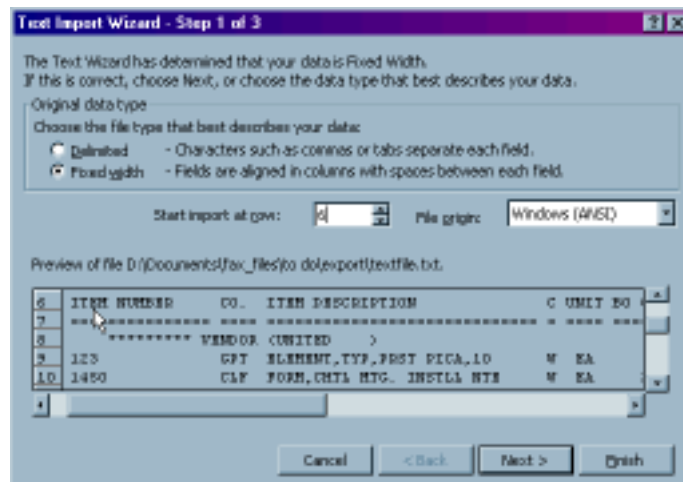 Text Import Wizard - Step 1 of 3
The Text Wizard has determined that your data is Fixed Width.
If this is correct, choose Next, or choose the data type that best describes your data.
Original data type
Choose the file type that best describes your data:
Delimited - Characters such as commas or tabs separate each field.
Fixed width - Fields are aligned in columns with spaces between each field.
Start import at row: 6 File origin: Windows (ANSI)
Preview of file D:\Documents\fax_files\to do\export\textfile.txt.
6 ITEM NUMBER CO. ITEM DESCRIPTION C UNIT BO
7
8 ********* VENDOR (UNITED )
9 123 GPT ELEMENT,TYP,PRST PICA,10 W EA
10 1450 CLF FORM,CMTL MTG. INSTLL NTE W EA
Cancel < Back Next > Finish